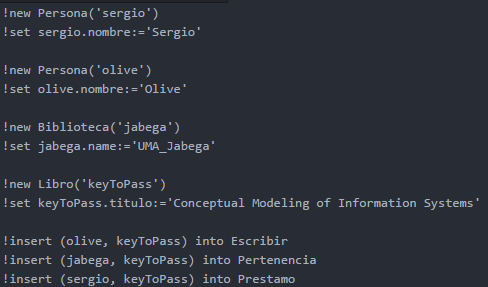 !new Persona('sergio')
!set sergio.nombre:='Sergio'
!new Persona('olive')
!set olive.nombre:='Olive'
!new Biblioteca('jabega')
!set jabega.name:='UMA_Jabega'
!new Libro('keyToPass')
!set keyToPass.titulo:='Conceptual Modeling of Information Systems'
!insert (olive, keyToPass) into Escribir
!insert (jabega, keyToPass) into Pertenencia
!insert (sergio, keyToPass) into Prestamo